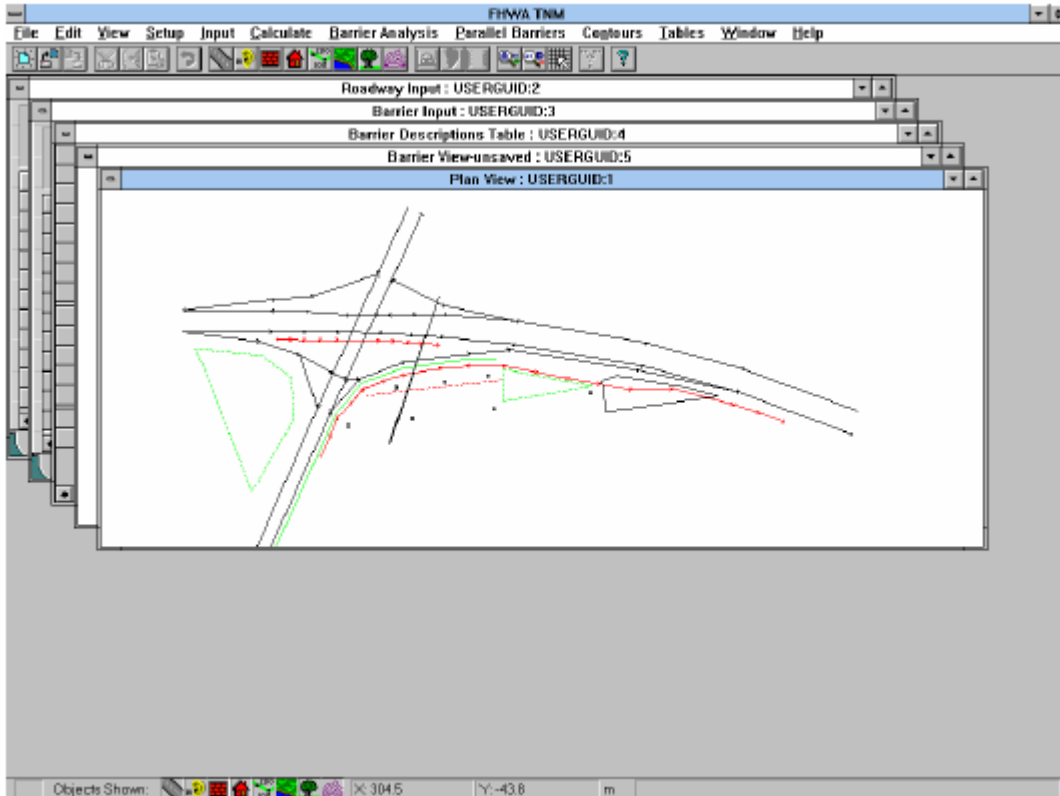 FHWA TNM
File Edit View Setup Input Calculate Barrier Analysis Parallel Barriers Contours Tables Window Help
Roadway Input : USERGUID:2
Barrier Input : USERGUID:3
Barrier Descriptions Table : USERGUID:4
Barrier View-unsaved : USERGUID:5
Plan View : USERGUID:1
Objects Shown: X: 304.5 Y:-43.8 m